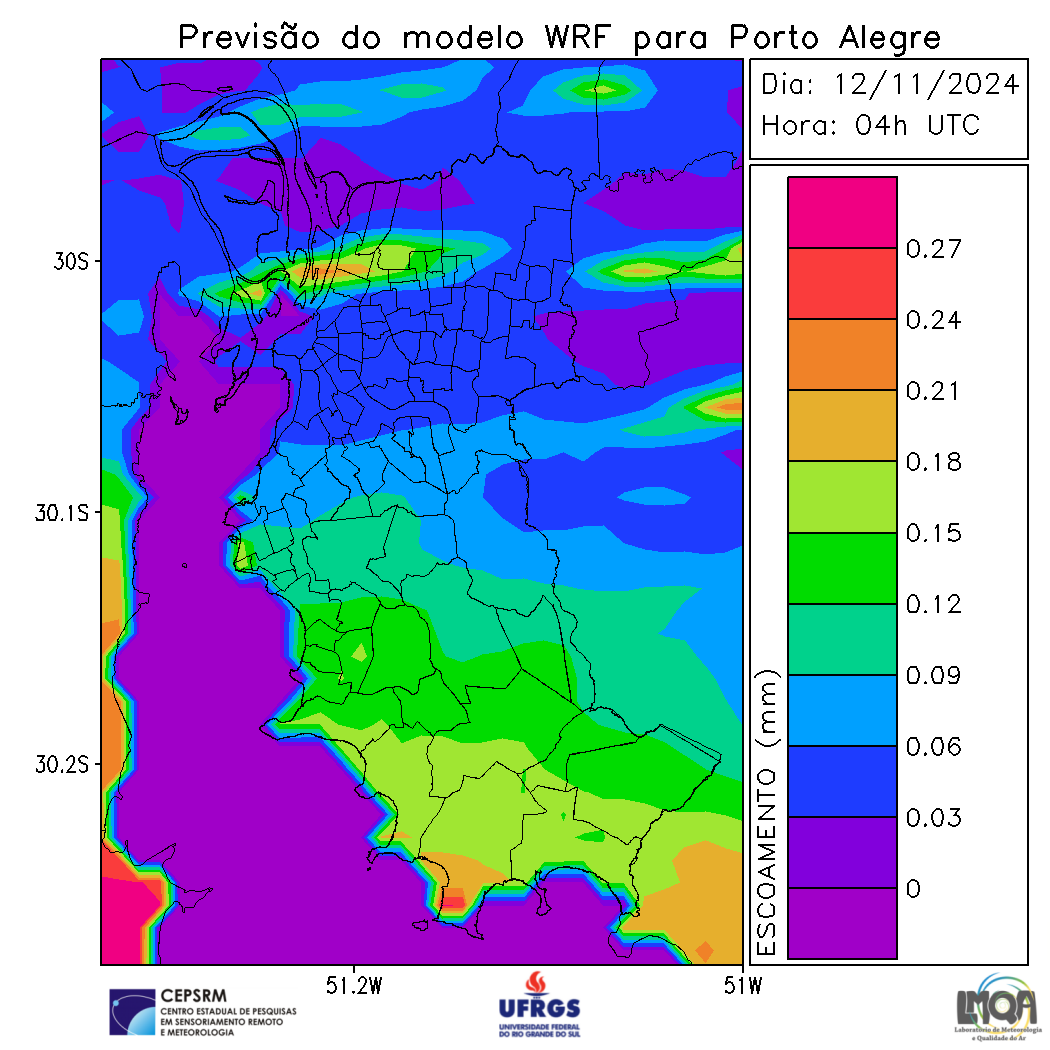 Previsão do modelo WRF para Porto Alegre
Dia: 12/11/2024
Hora: 04h UTC
30S
30.1S
30.2S
51.2W
51W
ESCOAMENTO (mm)
0.27
0.24
0.21
0.18
0.15
0.12
0.09
0.06
0.03
0
CEPSRM
CENTRO ESTADUAL DE PESQUISAS
EM SENSORIAMENTO REMOTO
E METEOROLOGIA
UFRGS
UNIVERSIDADE FEDERAL
DO RIO GRANDE DO SUL
LMQA
Laboratório de Meteorologia
e Qualidade do Ar